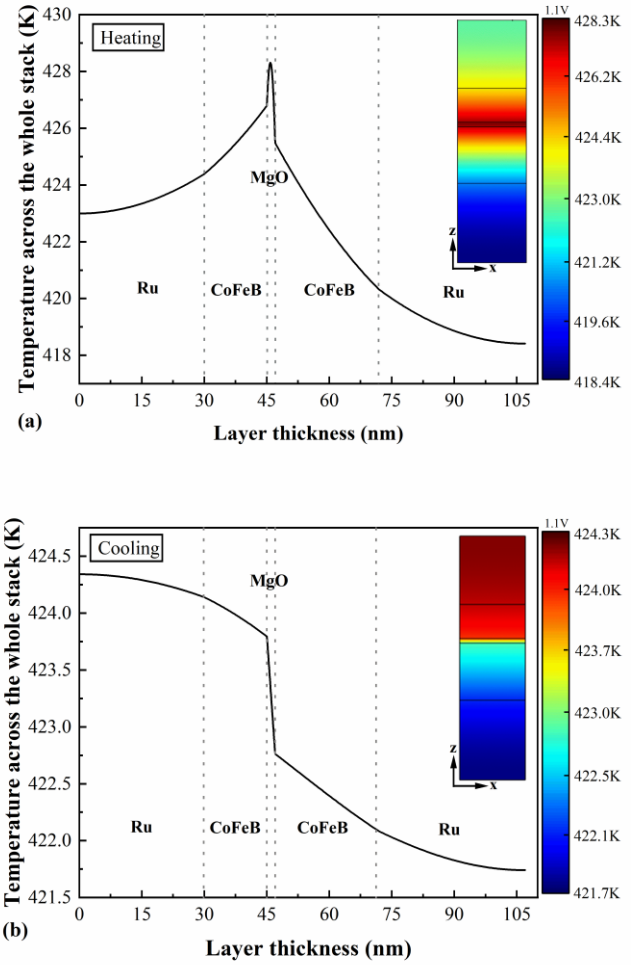 Temperature across the whole stack (K)
430
428
426
424
422
420
418
Heating
MgO
Ru
CoFeB
CoFeB
Ru
z
x
1.1V
428.3K
426.2K
424.4K
423.0K
421.2K
419.6K
418.4K
0 15 30 45 60 75 90 105
(a)
Layer thickness (nm)
Temperature across the whole stack (K)
424.5
424.0
423.5
423.0
422.5
422.0
421.5
Cooling
MgO
Ru
CoFeB
CoFeB
Ru
z
x
1.1V
424.3K
424.0K
423.7K
423.0K
422.5K
422.1K
421.7K
0 15 30 45 60 75 90 105
(b)
Layer thickness (nm)